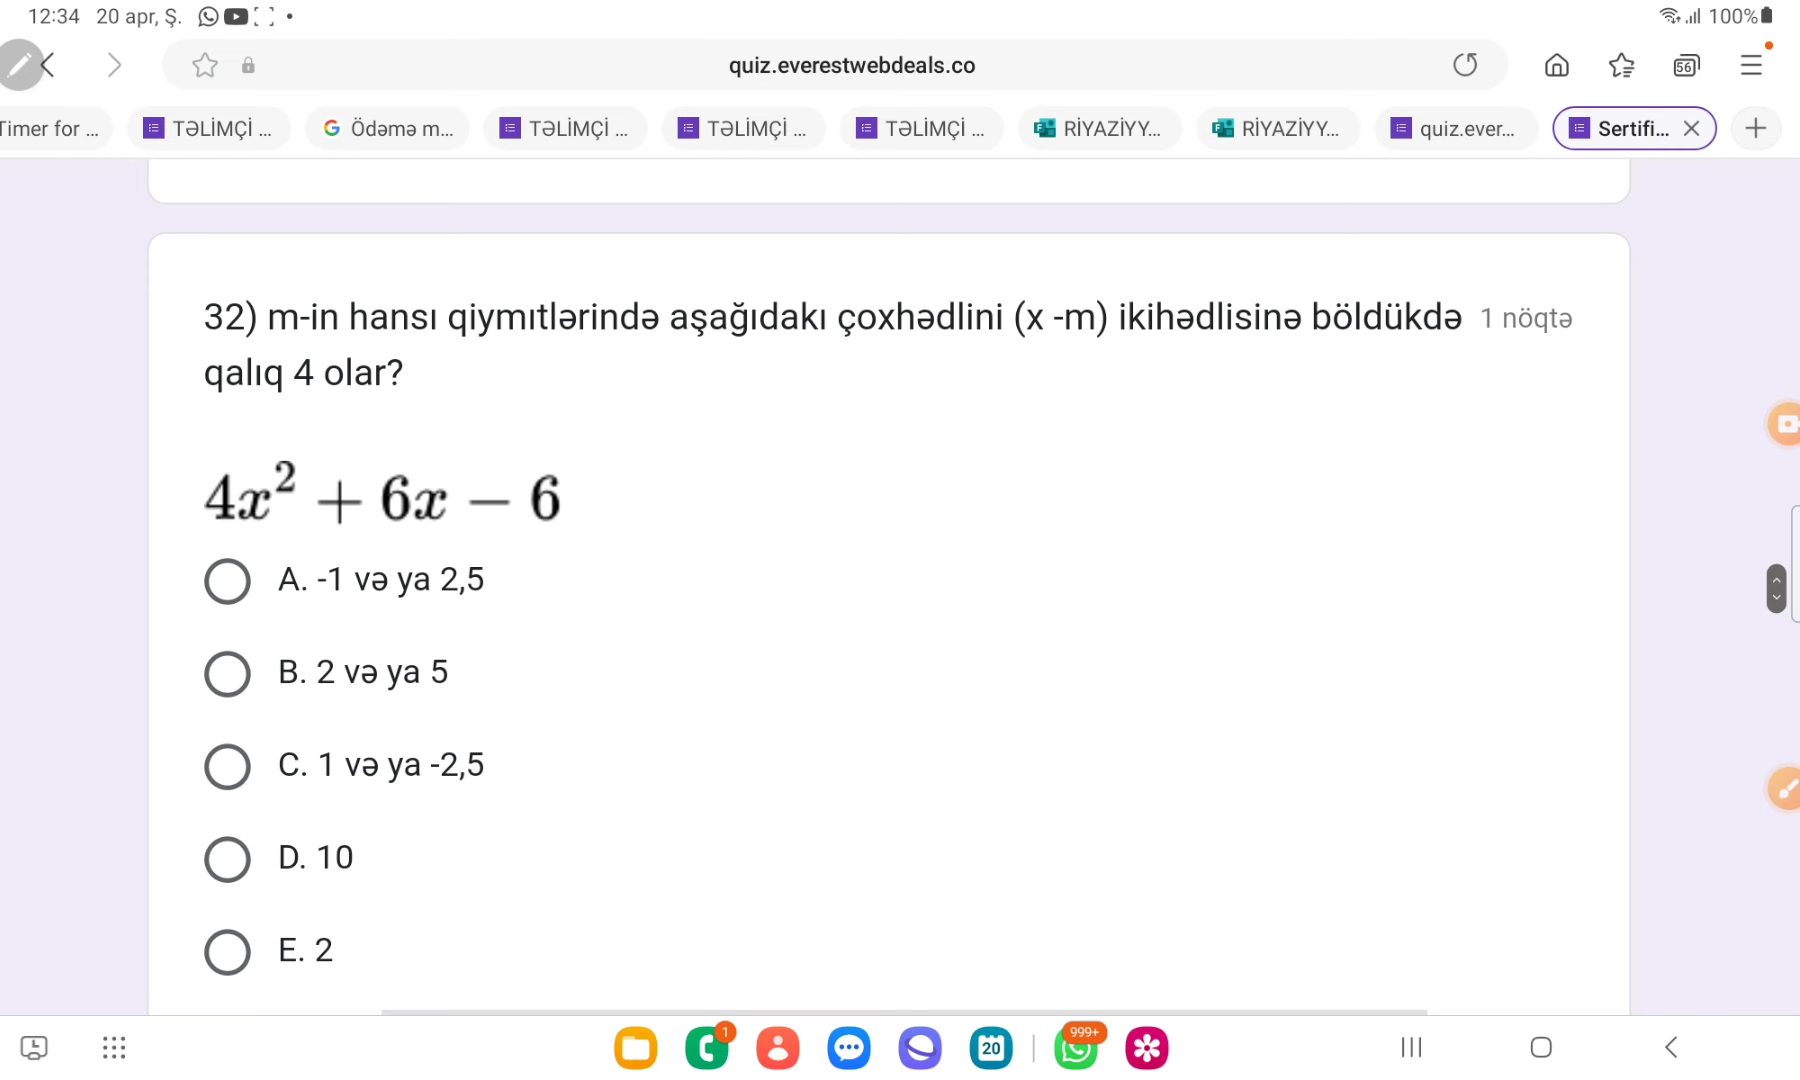 12:34 20 apr, Ş.
100%
quiz.everestwebdeals.co
56
Timer for ...
TƏLİMÇİ ...
Ödəmə m...
TƏLİMÇİ ...
TƏLİMÇİ ...
TƏLİMÇİ ...
RİYAZİYY...
RİYAZİYY...
quiz.ever...
Sertifi...
32) m-in hansı qiymıtlərində aşağıdakı çoxhədlini (x -m) ikihədlisinə böldükdə 1 nöqtə
qalıq 4 olar?
4x² + 6x − 6
A. -1 və ya 2,5
B. 2 və ya 5
C. 1 və ya -2,5
D. 10
E. 2
1
20
999+